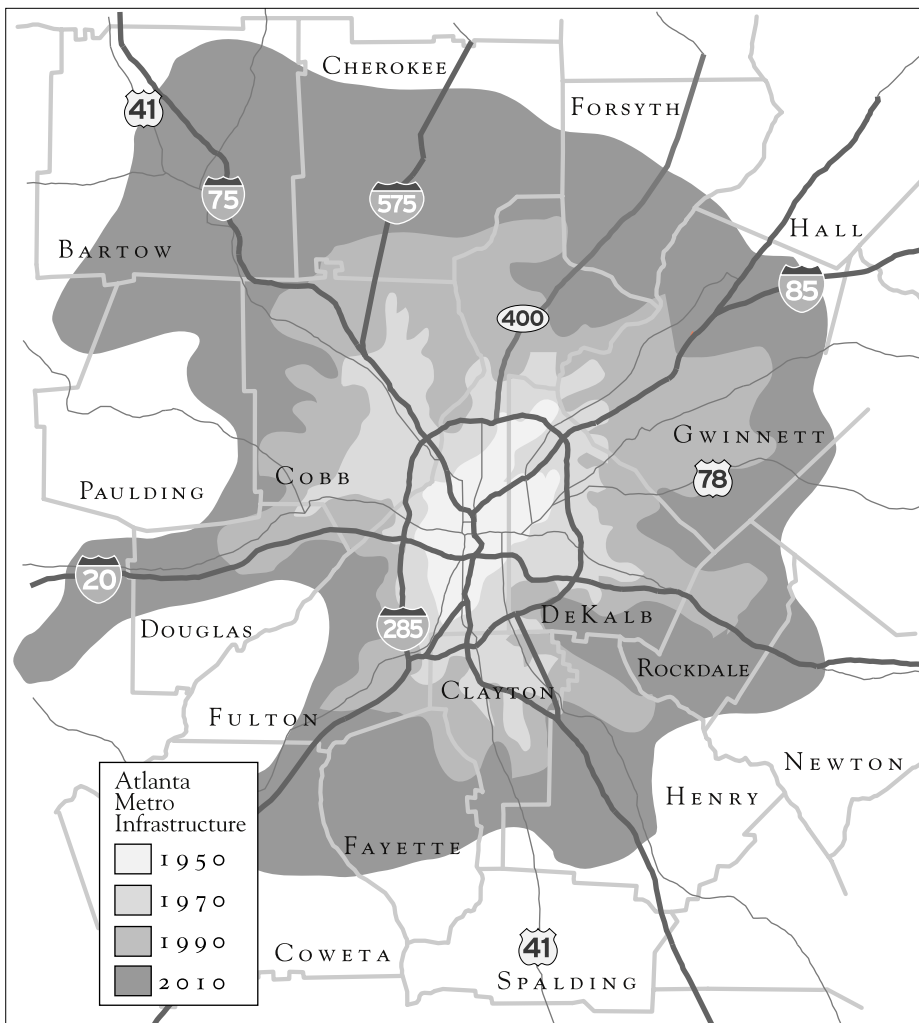 CHEROKEE
FORSYTH
41
75
575
HALL
BARTOW
85
400
GWINNETT
COBB
78
PAULDING
20
DOUGLAS
285
DEKALB
ROCKDALE
CLAYTON
FULTON
NEWTON
HENRY
Atlanta
Metro
Infrastructure
1950
1970
1990
2010
FAYETTE
COWETA
41
SPALDING